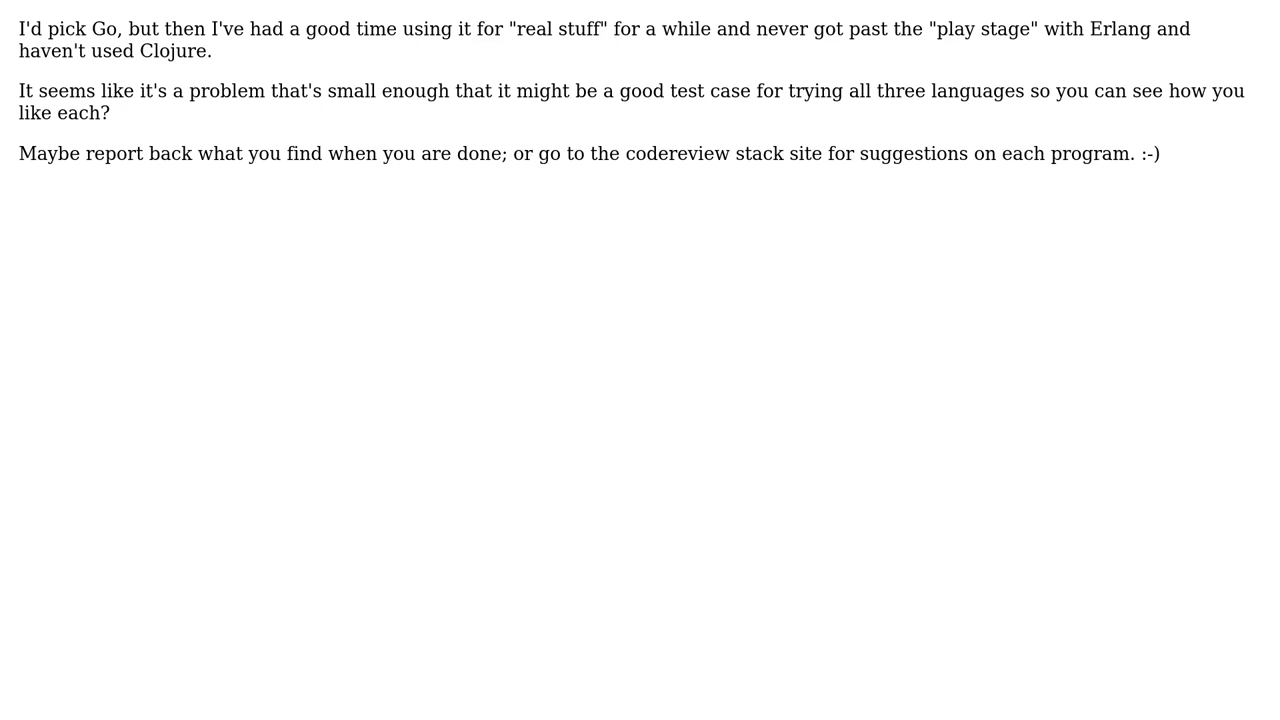 I'd pick Go, but then I've had a good time using it for "real stuff" for a while and never got past the "play stage" with Erlang and
haven't used Clojure.
It seems like it's a problem that's small enough that it might be a good test case for trying all three languages so you can see how you
like each?
Maybe report back what you find when you are done; or go to the codereview stack site for suggestions on each program. :-)